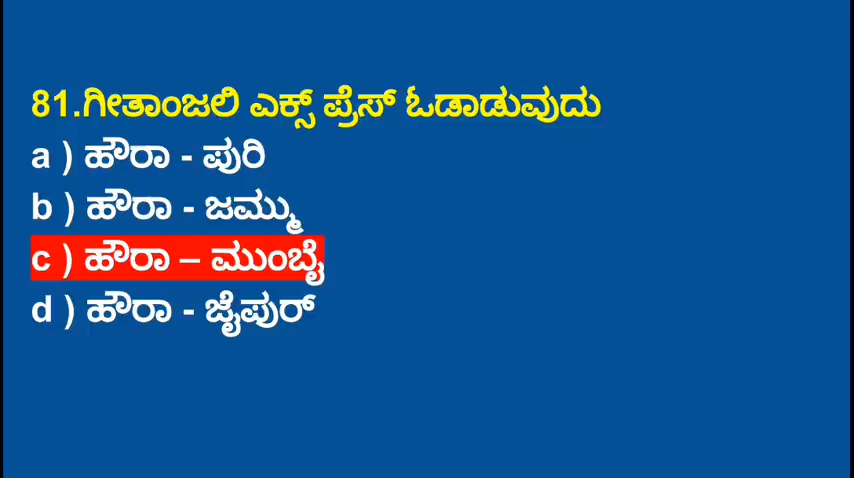 81.ಗೀತಾಂಜಲಿ ಎಕ್ಸ್ ಪ್ರೆಸ್ ಓಡಾಡುವುದು
a ) ಹೌರಾ - ಪುರಿ
b ) ಹೌರಾ - ಜಮ್ಮು
c ) ಹೌರಾ – ಮುಂಬೈ
d ) ಹೌರಾ - ಜೈಪುರ್